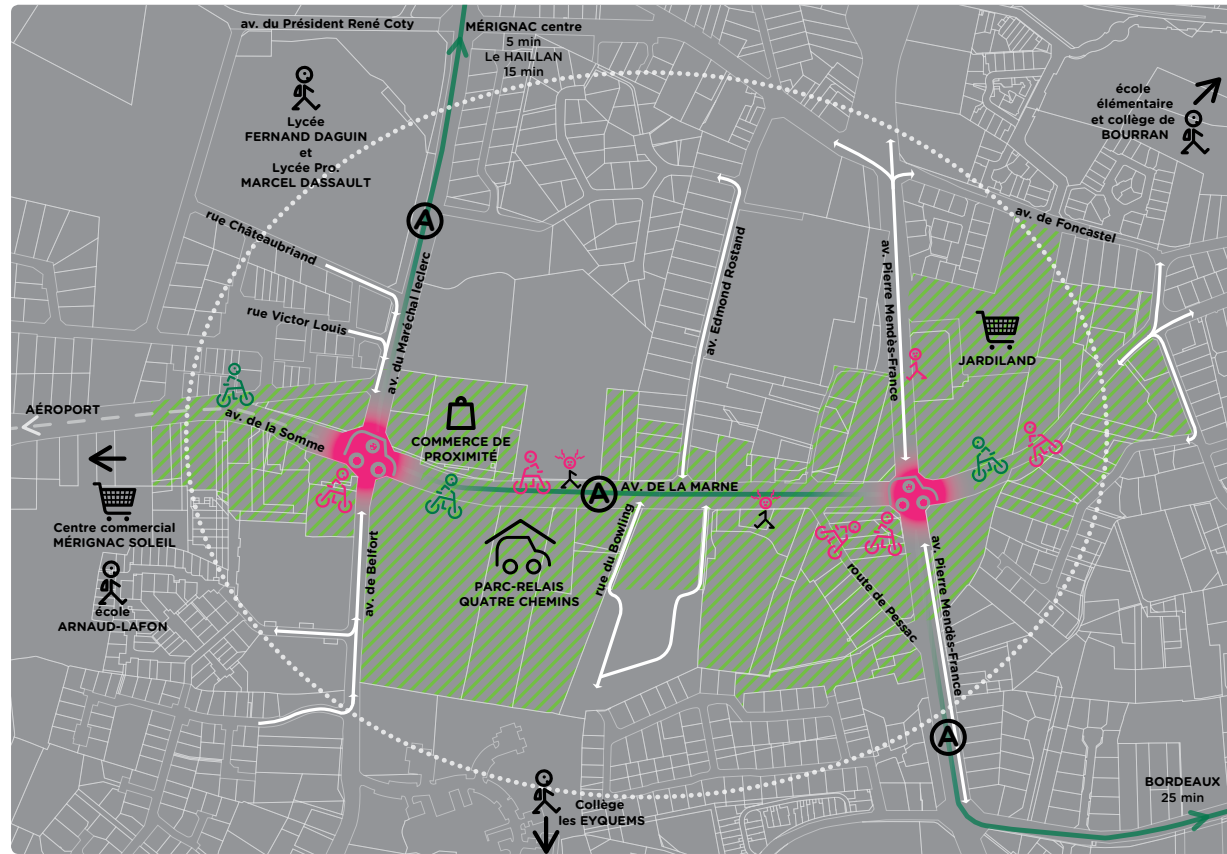 av. du Président René Coty
MÉRIGNAC centre
5 min
Le HAILLAN
15 min
Lycée
FERNAND DAGUIN
et
Lycée Pro.
MARCEL DASSAULT
école
élémentaire
et collège de
BOURRAN
A
rue Châteaubriand
av. du Maréchal leclerc
rue Victor Louis
av. Edmond Rostand
av. Pierre Mendès-France
av. de Foncastel
JARDILAND
AÉROPORT
av. de la Somme
COMMERCE DE
PROXIMITÉ
Centre commercial
MÉRIGNAC SOLEIL
école
ARNAUD-LAFON
A
AV. DE LA MARNE
av. de Belfort
PARC-RELAIS
QUATRE CHEMINS
rue du Bowling
route de Pessac
av. Pierre Mendès-France
A
Collège
les EYQUEMS
BORDEAUX
25 min